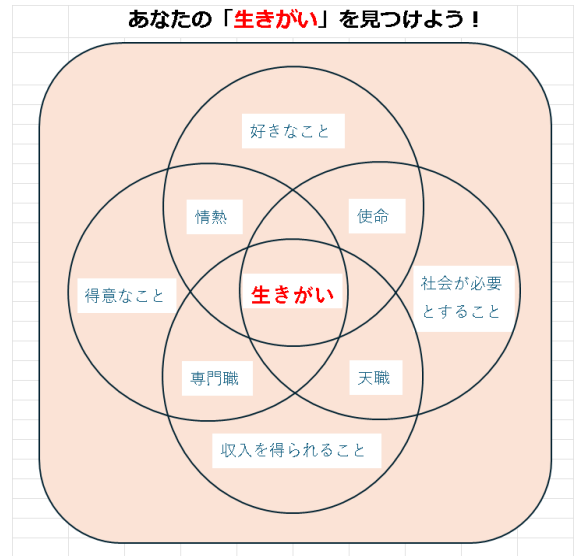 あなたの「生きがい」を見つけよう！
好きなこと
情熱
使命
得意なこと
生きがい
社会が必要
とすること
専門職
天職
収入を得られること